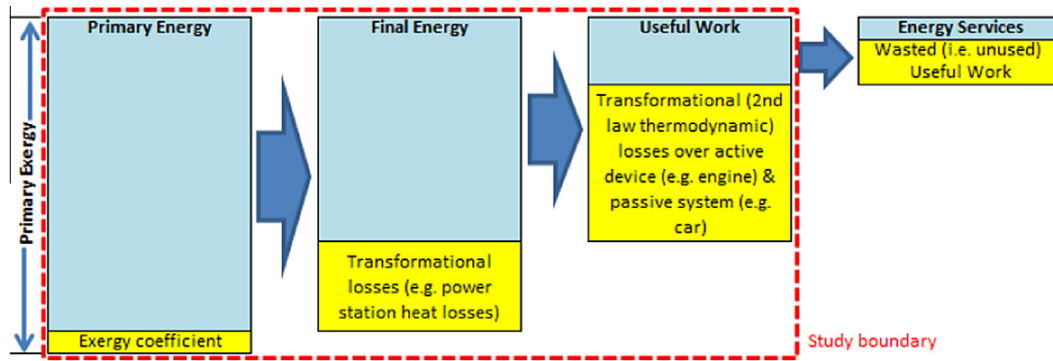 Primary Exergy
Primary Energy
Exergy coefficient
Final Energy
Transformational
losses (e.g. power
station heat losses)
Useful Work
Transformational (2nd
law thermodynamic)
losses over active
device (e.g. engine) &
passive system (e.g.
car)
Energy Services
Wasted (i.e. unused)
Useful Work
Study boundary